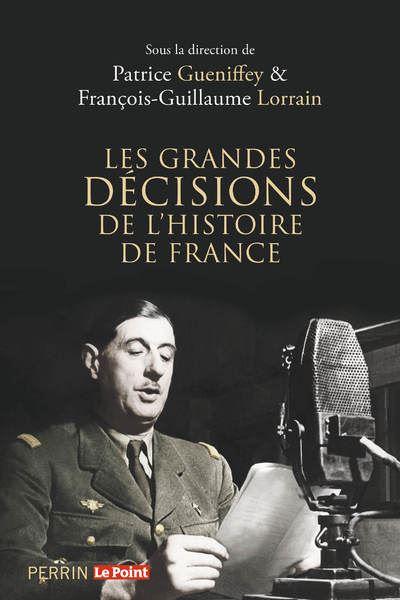 Sous la direction de
Patrice Gueniffey &
François-Guillaume Lorrain
LES GRANDES
DÉCISIONS
DE L'HISTOIRE
DE FRANCE
PERRIN Le Point